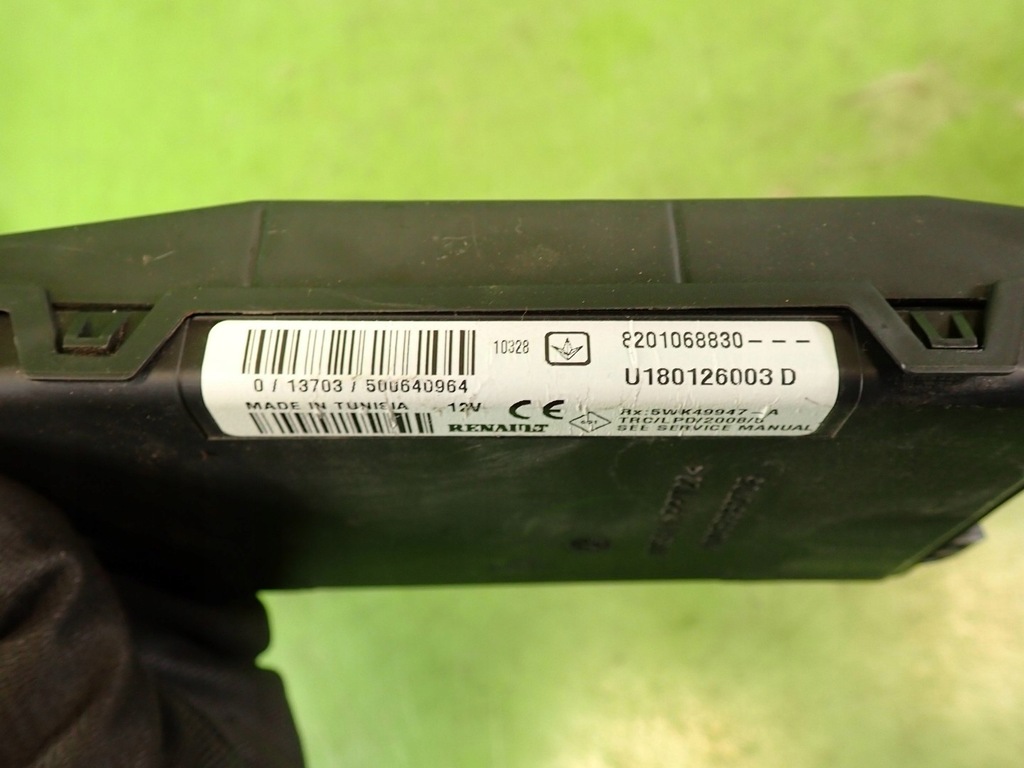 10328
8201068830---
0 / 13703 / 500640964
U180126003 D
MADE IN TUNISIA 12V
CE
RENAULT
Rx:5WK49947-A
TRC/LPD/2008/5
SEE SERVICE MANUAL